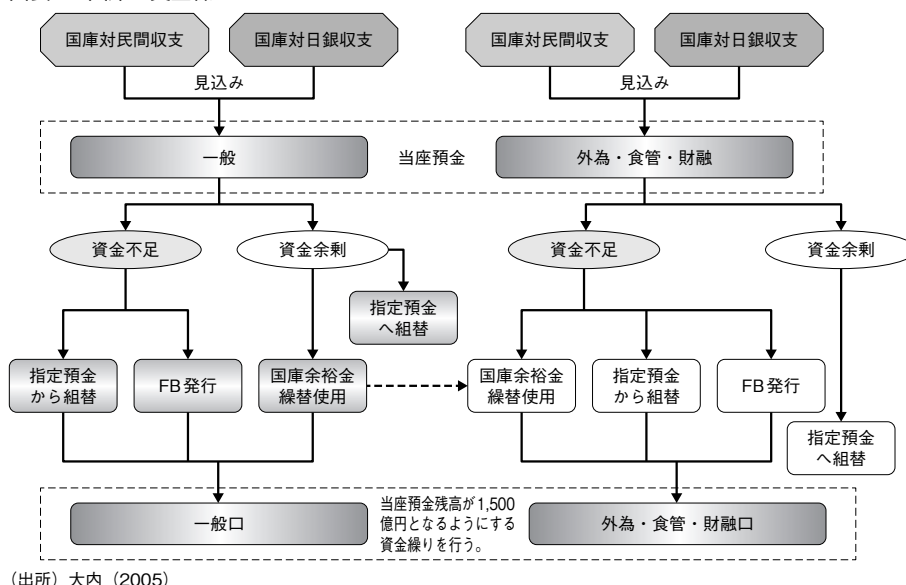 国庫対民間収支
国庫対日銀収支
国庫対民間収支
国庫対日銀収支
見込み
見込み
一般
当座預金
外為・食管・財融
資金不足
資金余剰
資金不足
資金余剰
指定預金
へ組替
指定預金
から組替
FB発行
国庫余裕金
繰替使用
国庫余裕金
繰替使用
指定預金
から組替
FB発行
指定預金
へ組替
一般口
当座預金残高が1,500
億円となるようにする
資金繰りを行う。
外為・食管・財融口
(出所) 大内 (2005)